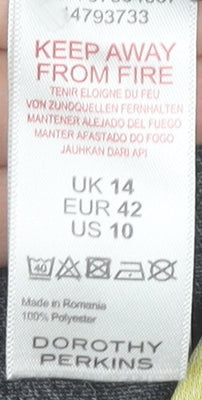 14793733
KEEP AWAY
FROM FIRE
TENIR ELOIGNE DU FEU
VON ZUNDQUELLEN FERNHALTEN
MANTENER ALEJADO DEL FUEGO
MANTER AFASTADO DO FOGO
JAUHKAN DARI API
UK 14
EUR 42
US 10
40
Made in Romania
100% Polyester
DOROTHY
PERKINS